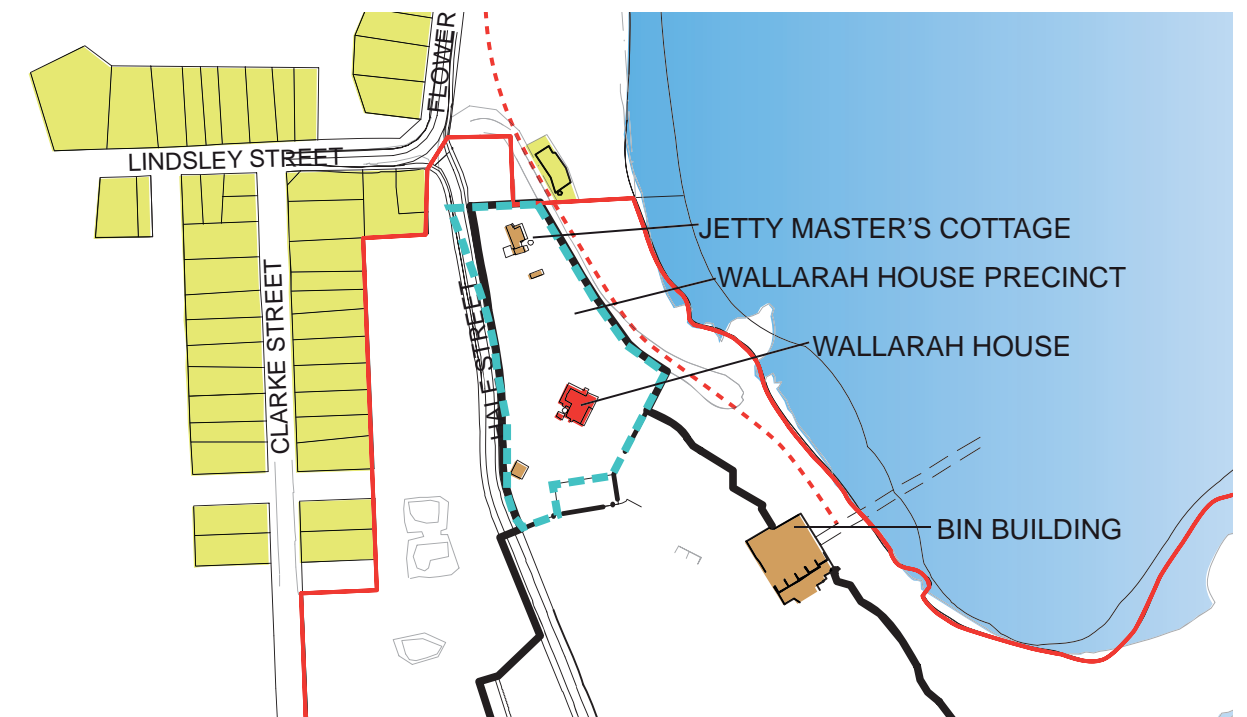 FLOWER
LINDSLEY STREET
JETTY MASTER'S COTTAGE
WALLARAH HOUSE PRECINCT
CLARKE STREET
HALE STREET
WALLARAH HOUSE
BIN BUILDING